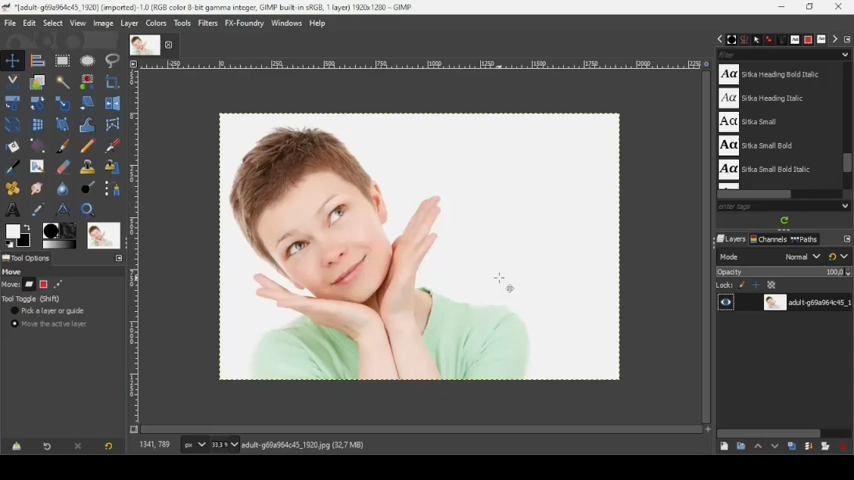 *[adult-g69a964c45_1920] (imported)-1.0 (RGB color 8-bit gamma integer, GIMP built-in sRGB, 1 layer) 1920x1280 – GIMP
File Edit Select View Image Layer Colors Tools Filters FX-Foundry Windows Help
Tool Options
Move
Move:
Tool Toggle (Shift)
Pick a layer or guide
Move the active layer
filter
Sitka Heading Bold Italic
Sitka Heading Italic
Sitka Small
Sitka Small Bold
Sitka Small Bold Italic
enter tags
Layers Channels Paths
Mode Normal
Opacity 100,0
Lock:
adult-g69a964c45_1
1341, 789 px 33,3 % adult-g69a964c45_1920.jpg (32,7 MB)